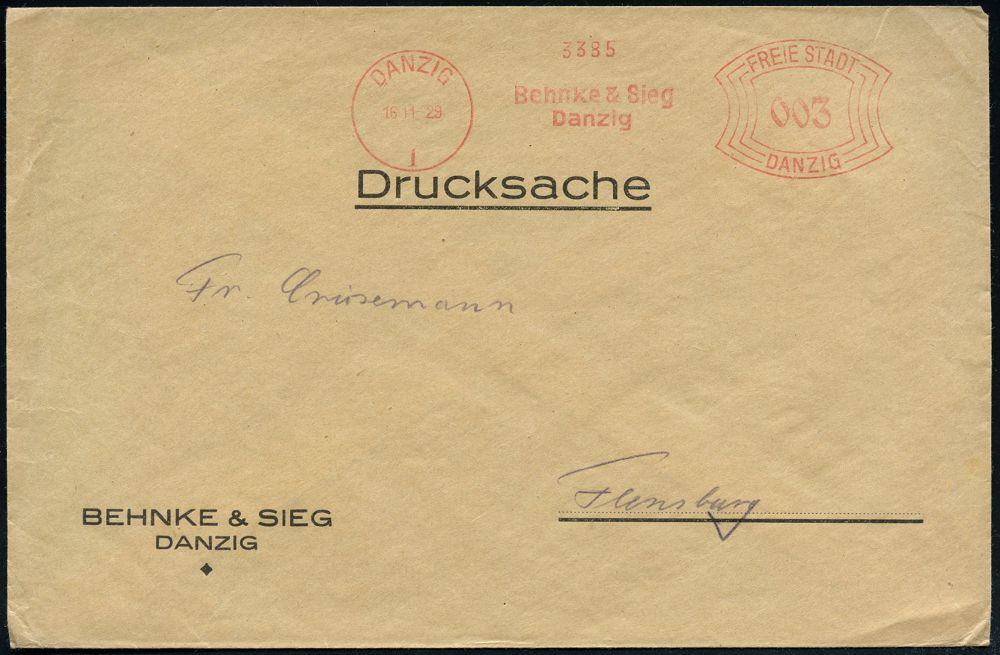 3385
DANZIG
16 11 29
1
Behnke & Sieg
Danzig
FREIE STADT
003
DANZIG
Drucksache
Fr. Crüsemann
Flensburg
BEHNKE & SIEG
DANZIG